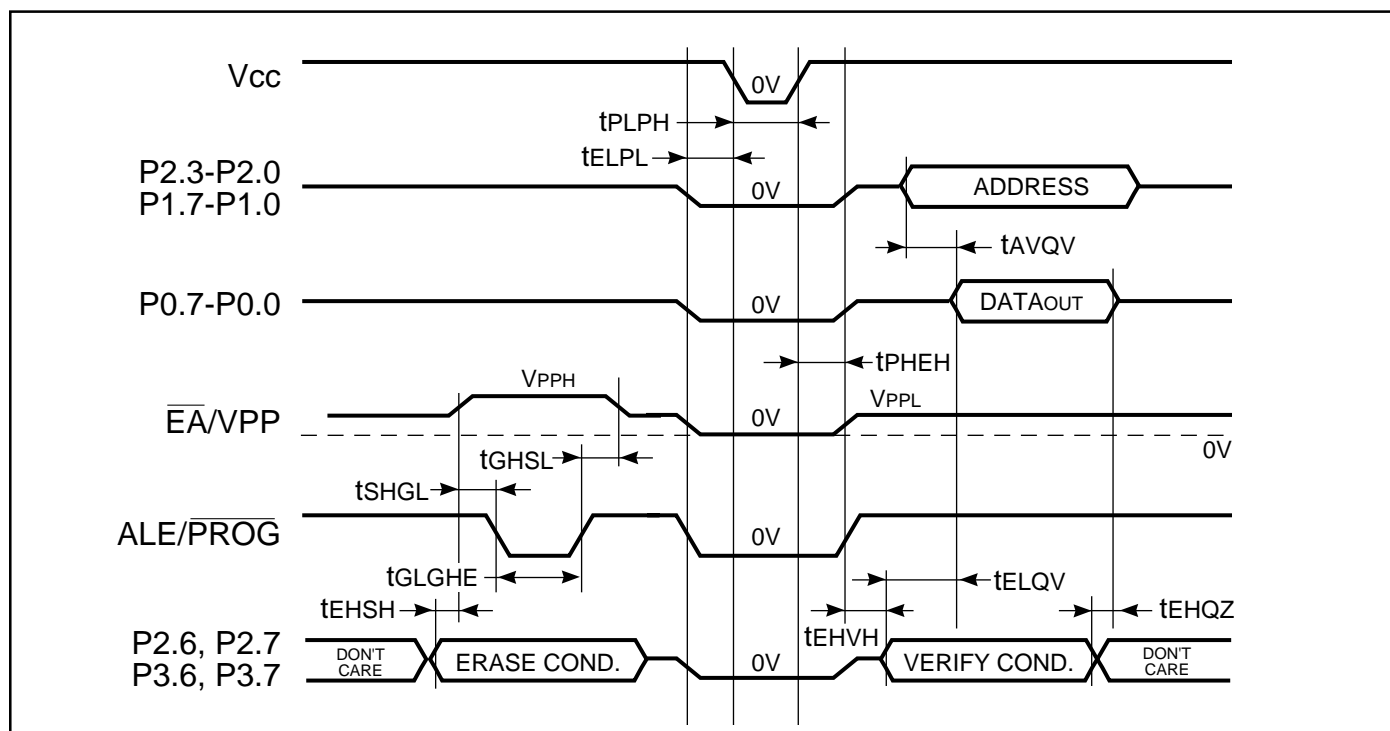 Vcc
0V
tPLPH
tELPL
P2.3-P2.0
P1.7-P1.0
0V
ADDRESS
tAVQV
P0.7-P0.0
0V
DATAOUT
tPHEH
VPPH
VPPL
EA/VPP
0V
0V
tGHSL
tSHGL
ALE/PROG
0V
tGLGHE
tELQV
tEHSH
tEHVH
tEHQZ
P2.6, P2.7
P3.6, P3.7
DON'T
CARE
ERASE COND.
0V
VERIFY COND.
DON'T
CARE